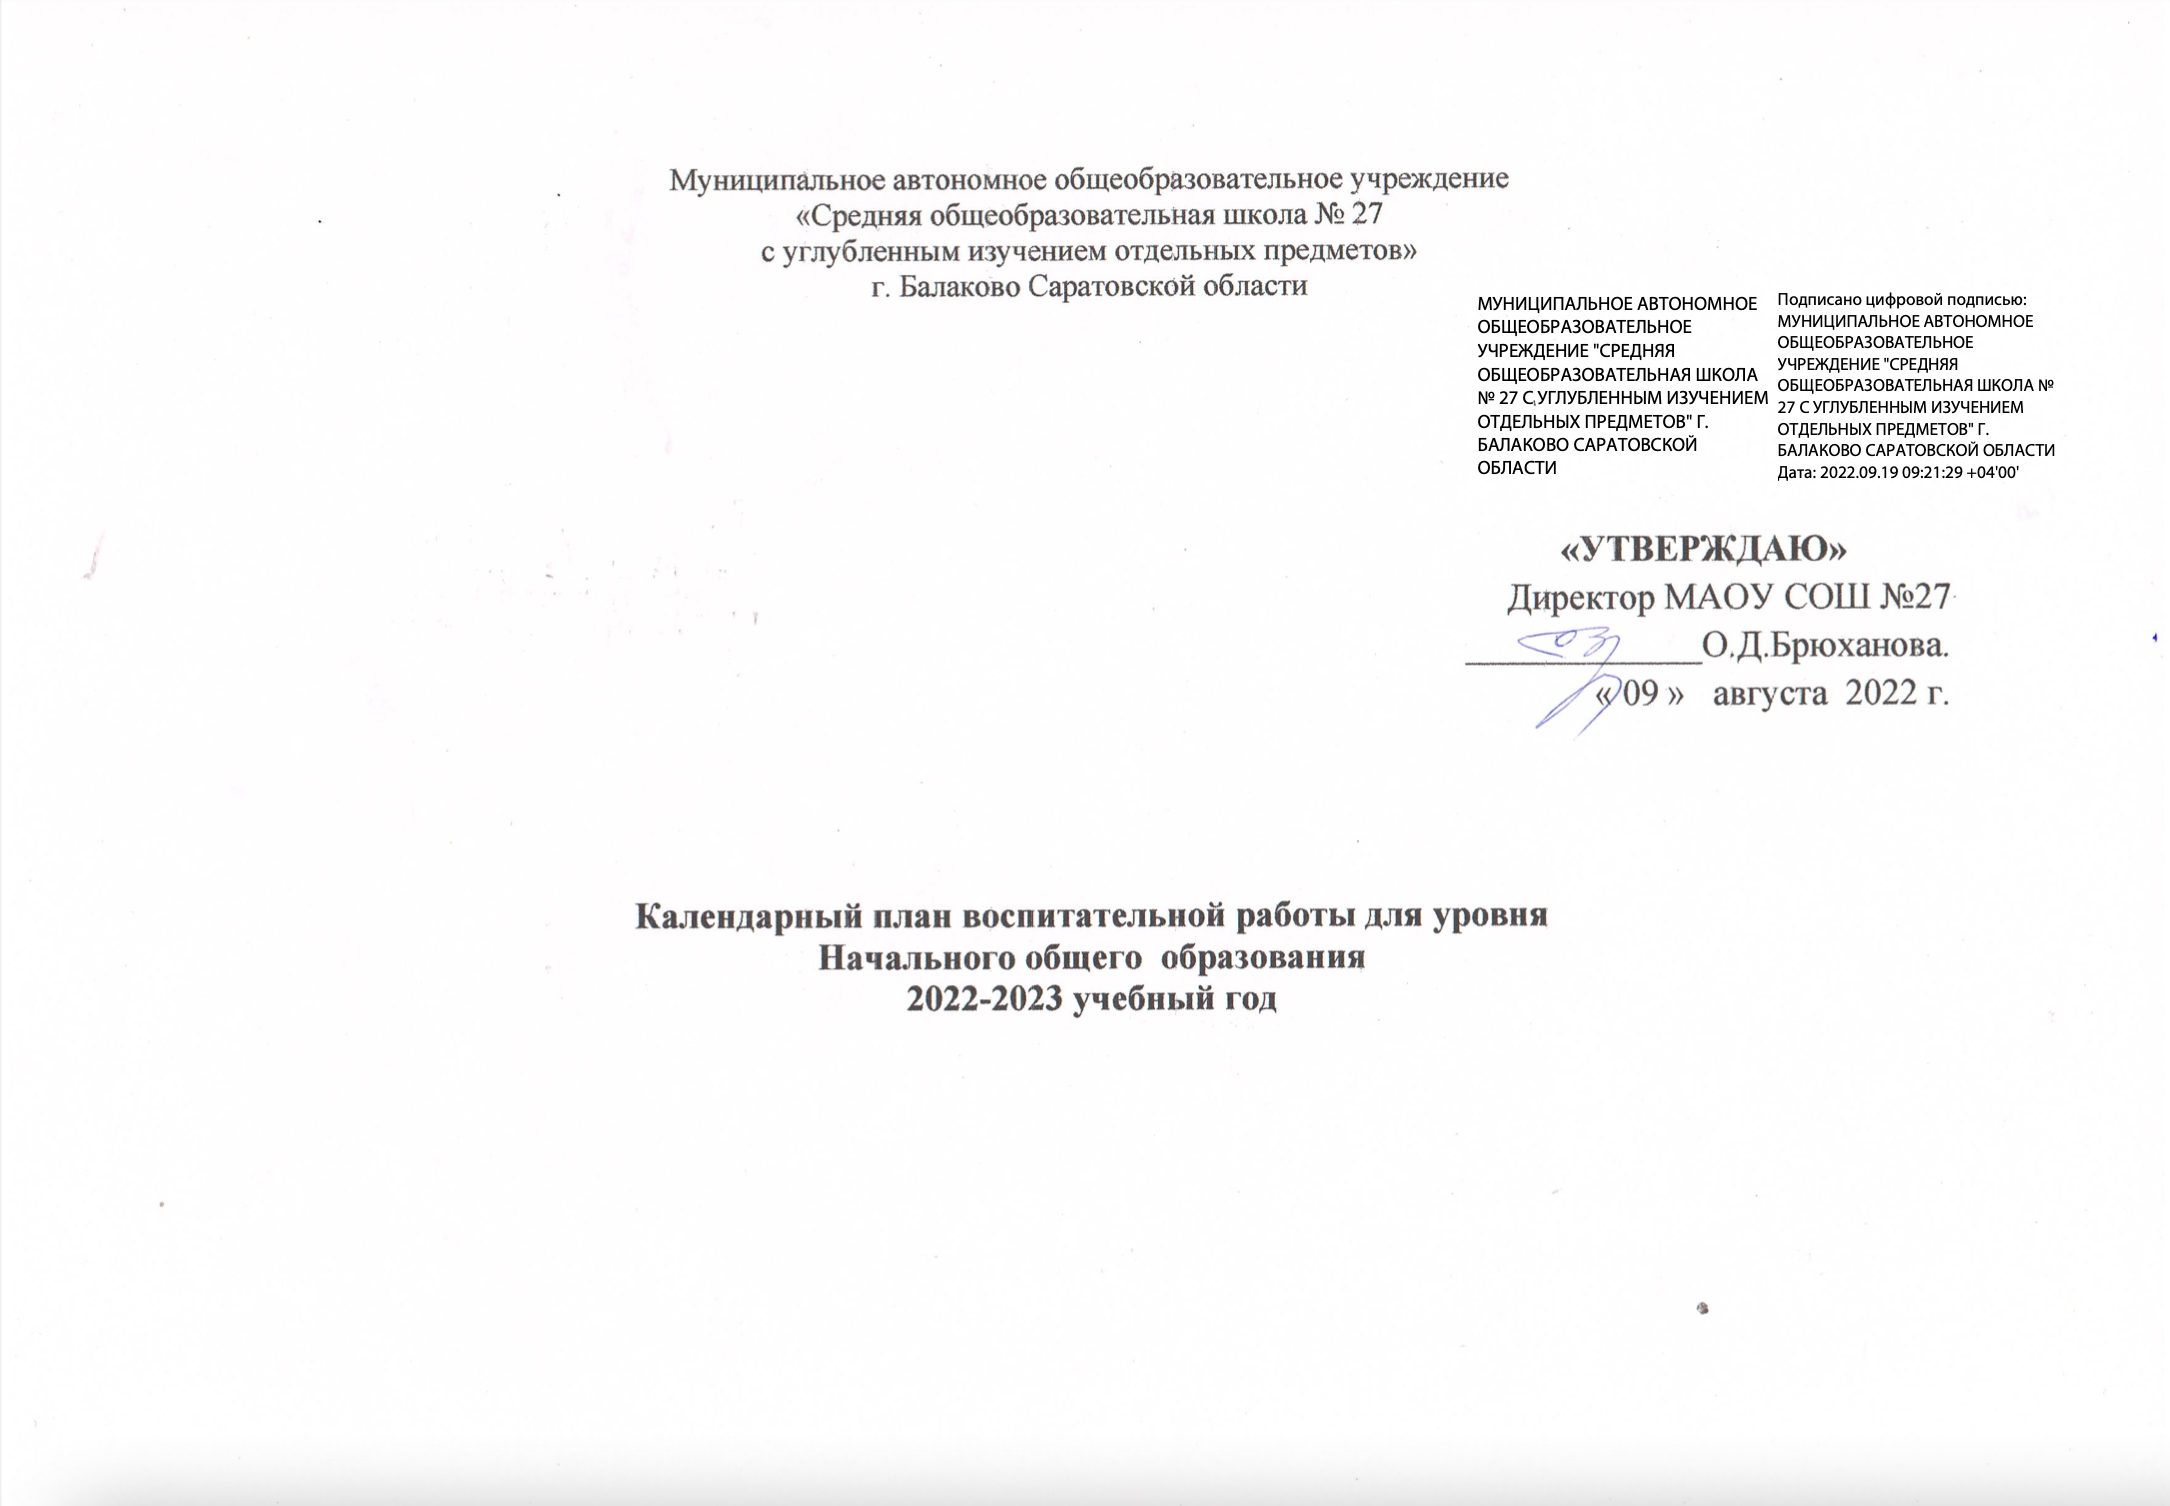 Муниципальное автономное общеобразовательное учреждение
«Средняя общеобразовательная школа № 27
с углубленным изучением отдельных предметов»
г. Балаково Саратовской области
МУНИЦИПАЛЬНОЕ АВТОНОМНОЕ
ОБЩЕОБРАЗОВАТЕЛЬНОЕ
УЧРЕЖДЕНИЕ "СРЕДНЯЯ
ОБЩЕОБРАЗОВАТЕЛЬНАЯ ШКОЛА
№ 27 С УГЛУБЛЕННЫМ ИЗУЧЕНИЕМ
ОТДЕЛЬНЫХ ПРЕДМЕТОВ" Г.
БАЛАКОВО САРАТОВСКОЙ
ОБЛАСТИ
Подписано цифровой подписью:
МУНИЦИПАЛЬНОЕ АВТОНОМНОЕ
ОБЩЕОБРАЗОВАТЕЛЬНОЕ
УЧРЕЖДЕНИЕ "СРЕДНЯЯ
ОБЩЕОБРАЗОВАТЕЛЬНАЯ ШКОЛА №
27 С УГЛУБЛЕННЫМ ИЗУЧЕНИЕМ
ОТДЕЛЬНЫХ ПРЕДМЕТОВ" Г.
БАЛАКОВО САРАТОВСКОЙ ОБЛАСТИ
Дата: 2022.09.19 09:21:29 +04'00'
«УТВЕРЖДАЮ»
Директор МАОУ СОШ №27
_____________О.Д.Брюханова.
« 09 » августа 2022 г.
Календарный план воспитательной работы для уровня
Начального общего образования
2022-2023 учебный год